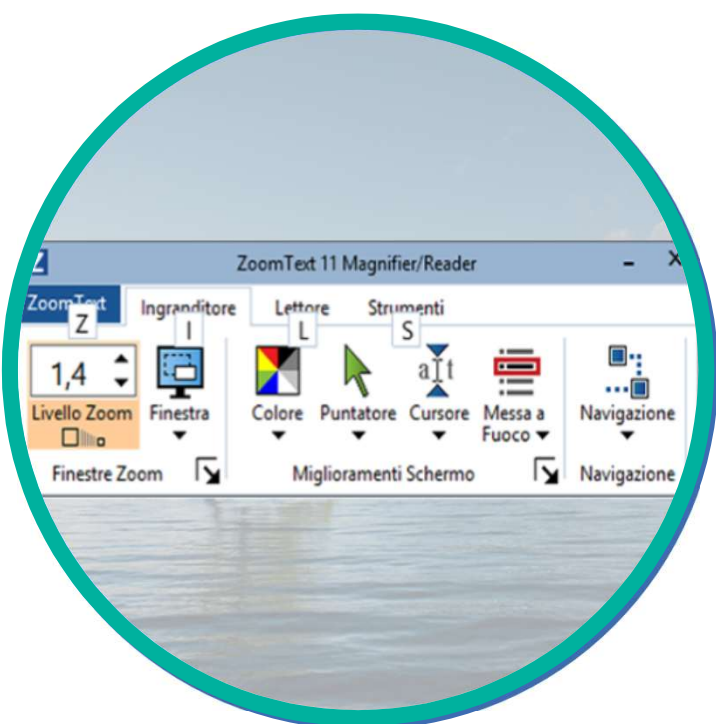 Z
ZoomText 11 Magnifier/Reader
ZoomText Ingranditore Lettore Strumenti
Z I L S
1,4
Livello Zoom Finestra Colore Puntatore Cursore Messa a Fuoco Navigazione
Finestre Zoom Miglioramenti Schermo Navigazione